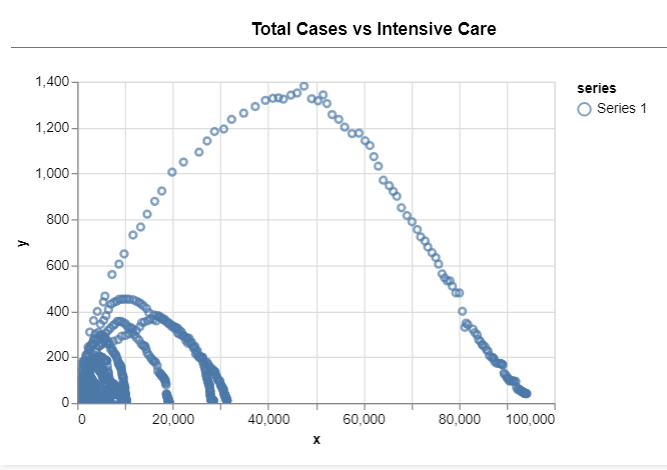 Total Cases vs Intensive Care
series
Series 1
1,400
1,200
1,000
800
600
400
200
0
y
0 20,000 40,000 60,000 80,000 100,000
x